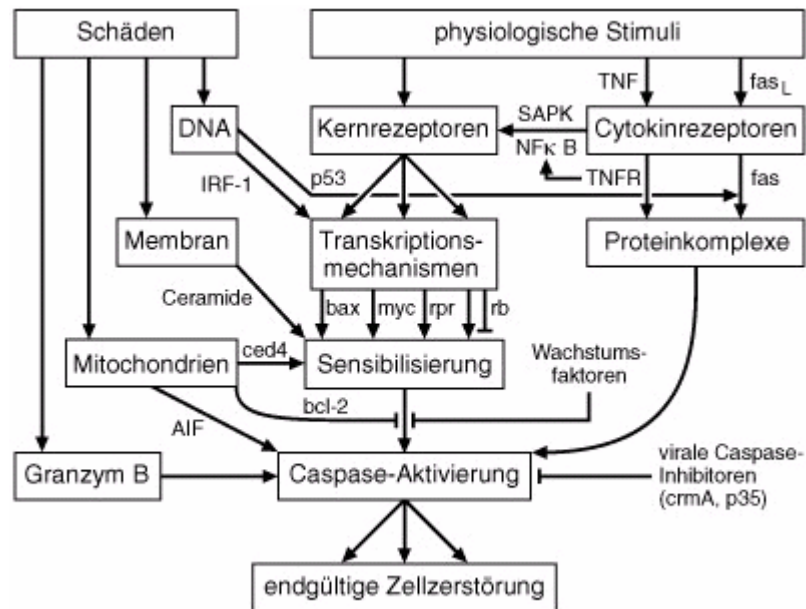 Schäden
physiologische Stimuli
TNF
fas L
DNA
Kernrezeptoren
SAPK
Cytokinrezeptoren
NFκ B
IRF-1
p53
TNFR
fas
Membran
Transkriptions-
mechanismen
Proteinkomplexe
Ceramide
bax
myc
rpr
rb
Mitochondrien
ced4
Sensibilisierung
Wachstums-
faktoren
bcl-2
AIF
Granzym B
Caspase-Aktivierung
virale Caspase-
Inhibitoren
(crmA, p35)
endgültige Zellzerstörung